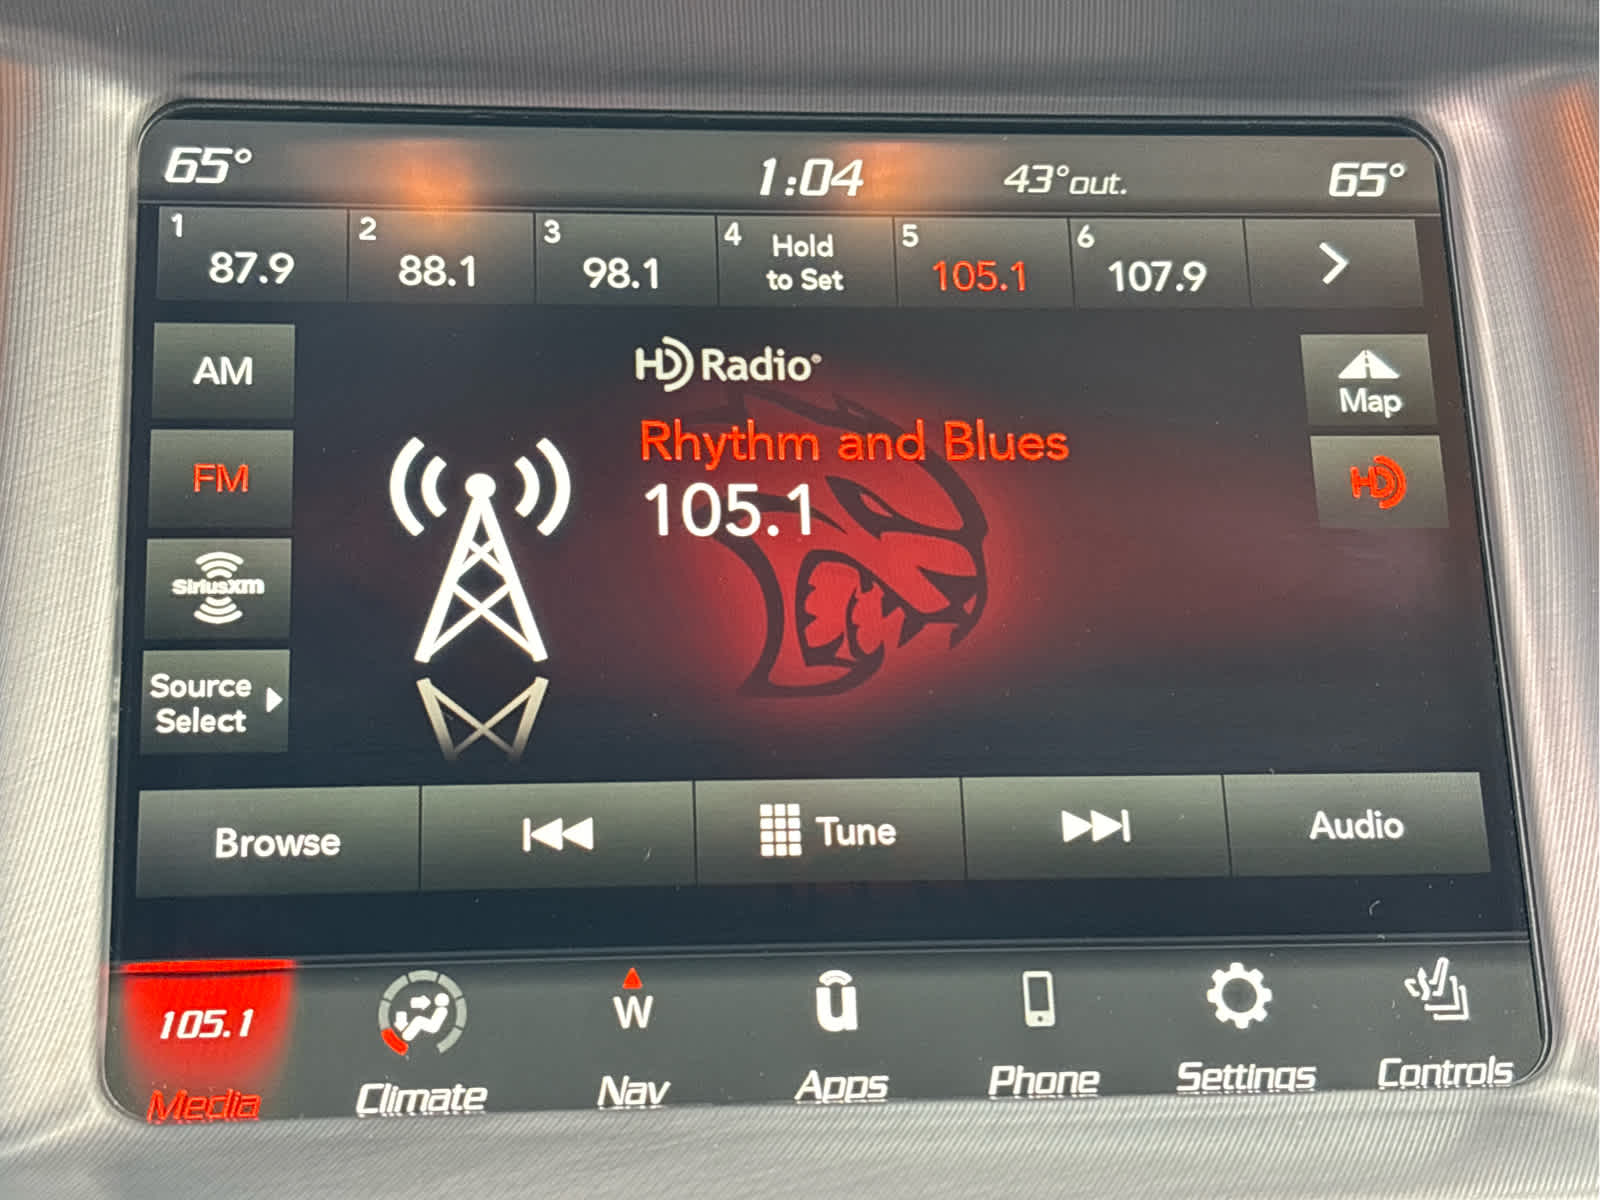 65° 1:04 43°out. 65°
1 2 3 4 5 6
87.9 88.1 98.1 Hold to Set 105.1 107.9
AM
FM
SiriusXM
Source
Select
HD Radio®
Rhythm and Blues
105.1
Map
HD
Browse Tune Audio
105.1 W u
Media Climate Nav Apps Phone Settings Controls